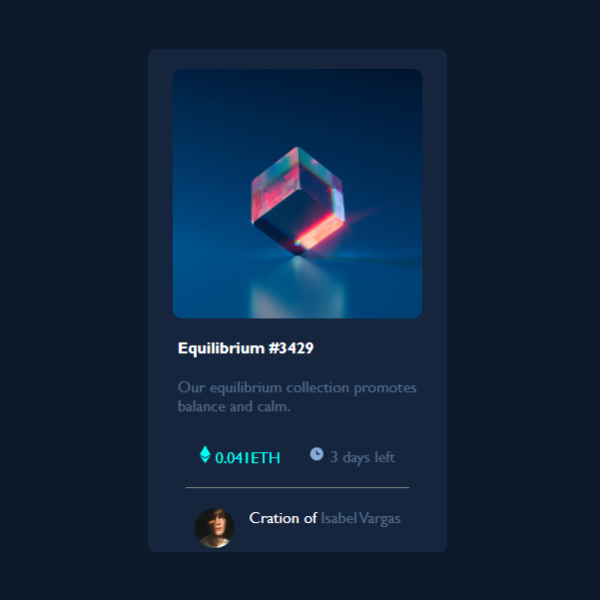 Equilibrium #3429
Our equilibrium collection promotes
balance and calm.
0.041ETH 3 days left
Cration of Isabel Vargas